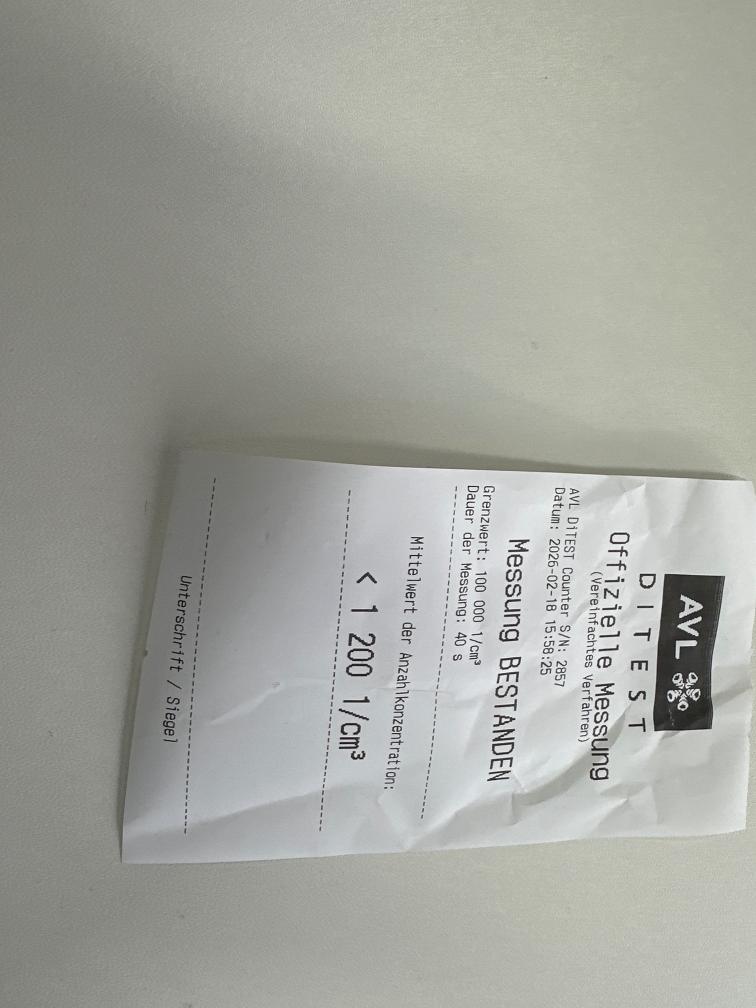 AVL
DITEST
Offizielle Messung
(Vereinfachtes Verfahren)
AVL DiTEST Counter S/N: 2857
Datum: 2026-02-18 15:58:25
Messung BESTANDEN
Grenzwert: 100 000 1/cm³
Dauer der Messung: 40 s
Mittelwert der Anzahlkonzentration:
< 1 200 1/cm³
Unterschrift / Siegel